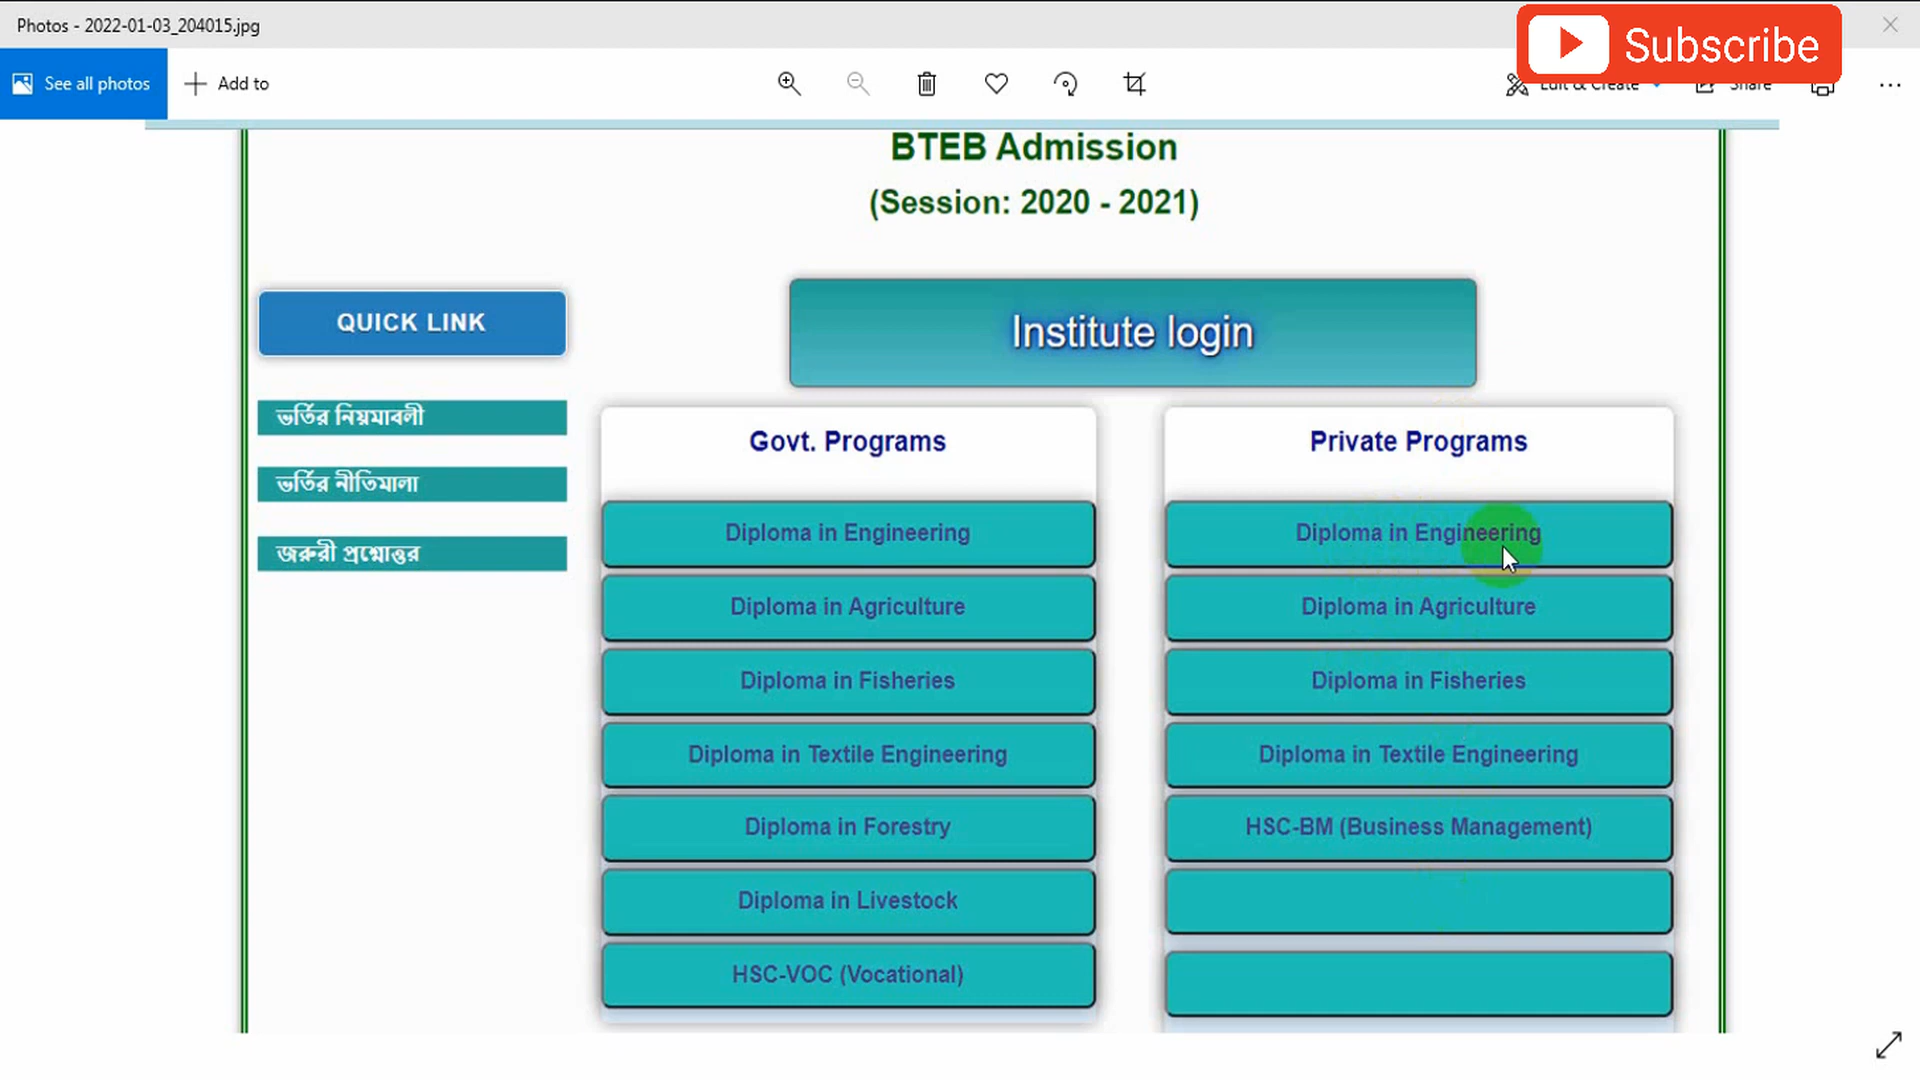 Photos - 2022-01-03_204015.jpg
Subscribe
See all photos
Add to
Edit & Create
Share
BTEB Admission
(Session: 2020 - 2021)
QUICK LINK
Institute login
ভর্তির নিয়মাবলী
ভর্তির নীতিমালা
জরুরী প্রশ্নোত্তর
Govt. Programs
Diploma in Engineering
Diploma in Agriculture
Diploma in Fisheries
Diploma in Textile Engineering
Diploma in Forestry
Diploma in Livestock
HSC-VOC (Vocational)
Private Programs
Diploma in Engineering
Diploma in Agriculture
Diploma in Fisheries
Diploma in Textile Engineering
HSC-BM (Business Management)